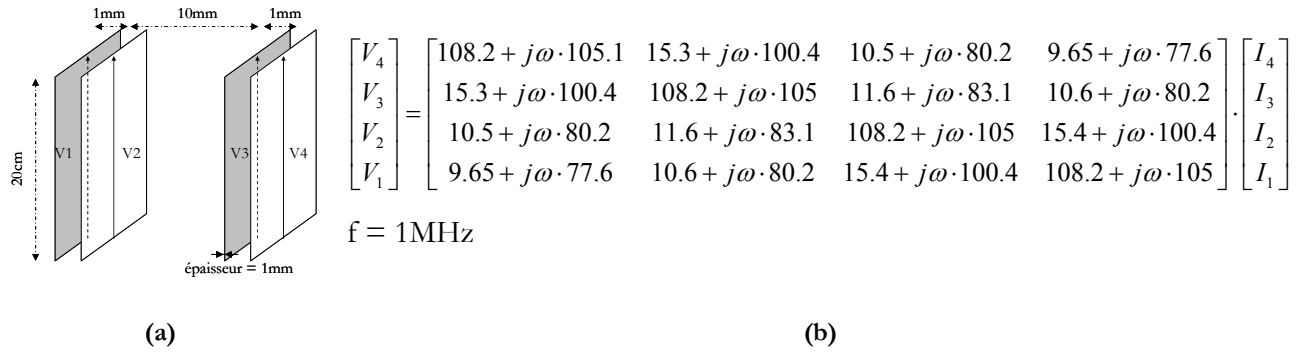 1mm 10mm 1mm
20cm
V1 V2 V3 V4
épaisseur = 1mm
[V4] = [108.2 + jω·105.1 15.3 + jω·100.4 10.5 + jω·80.2 9.65 + jω·77.6] · [I4]
[V3] [15.3 + jω·100.4 108.2 + jω·105 11.6 + jω·83.1 10.6 + jω·80.2] [I3]
[V2] [10.5 + jω·80.2 11.6 + jω·83.1 108.2 + jω·105 15.4 + jω·100.4] [I2]
[V1] [9.65 + jω·77.6 10.6 + jω·80.2 15.4 + jω·100.4 108.2 + jω·105] [I1]
f = 1MHz
(a) (b)